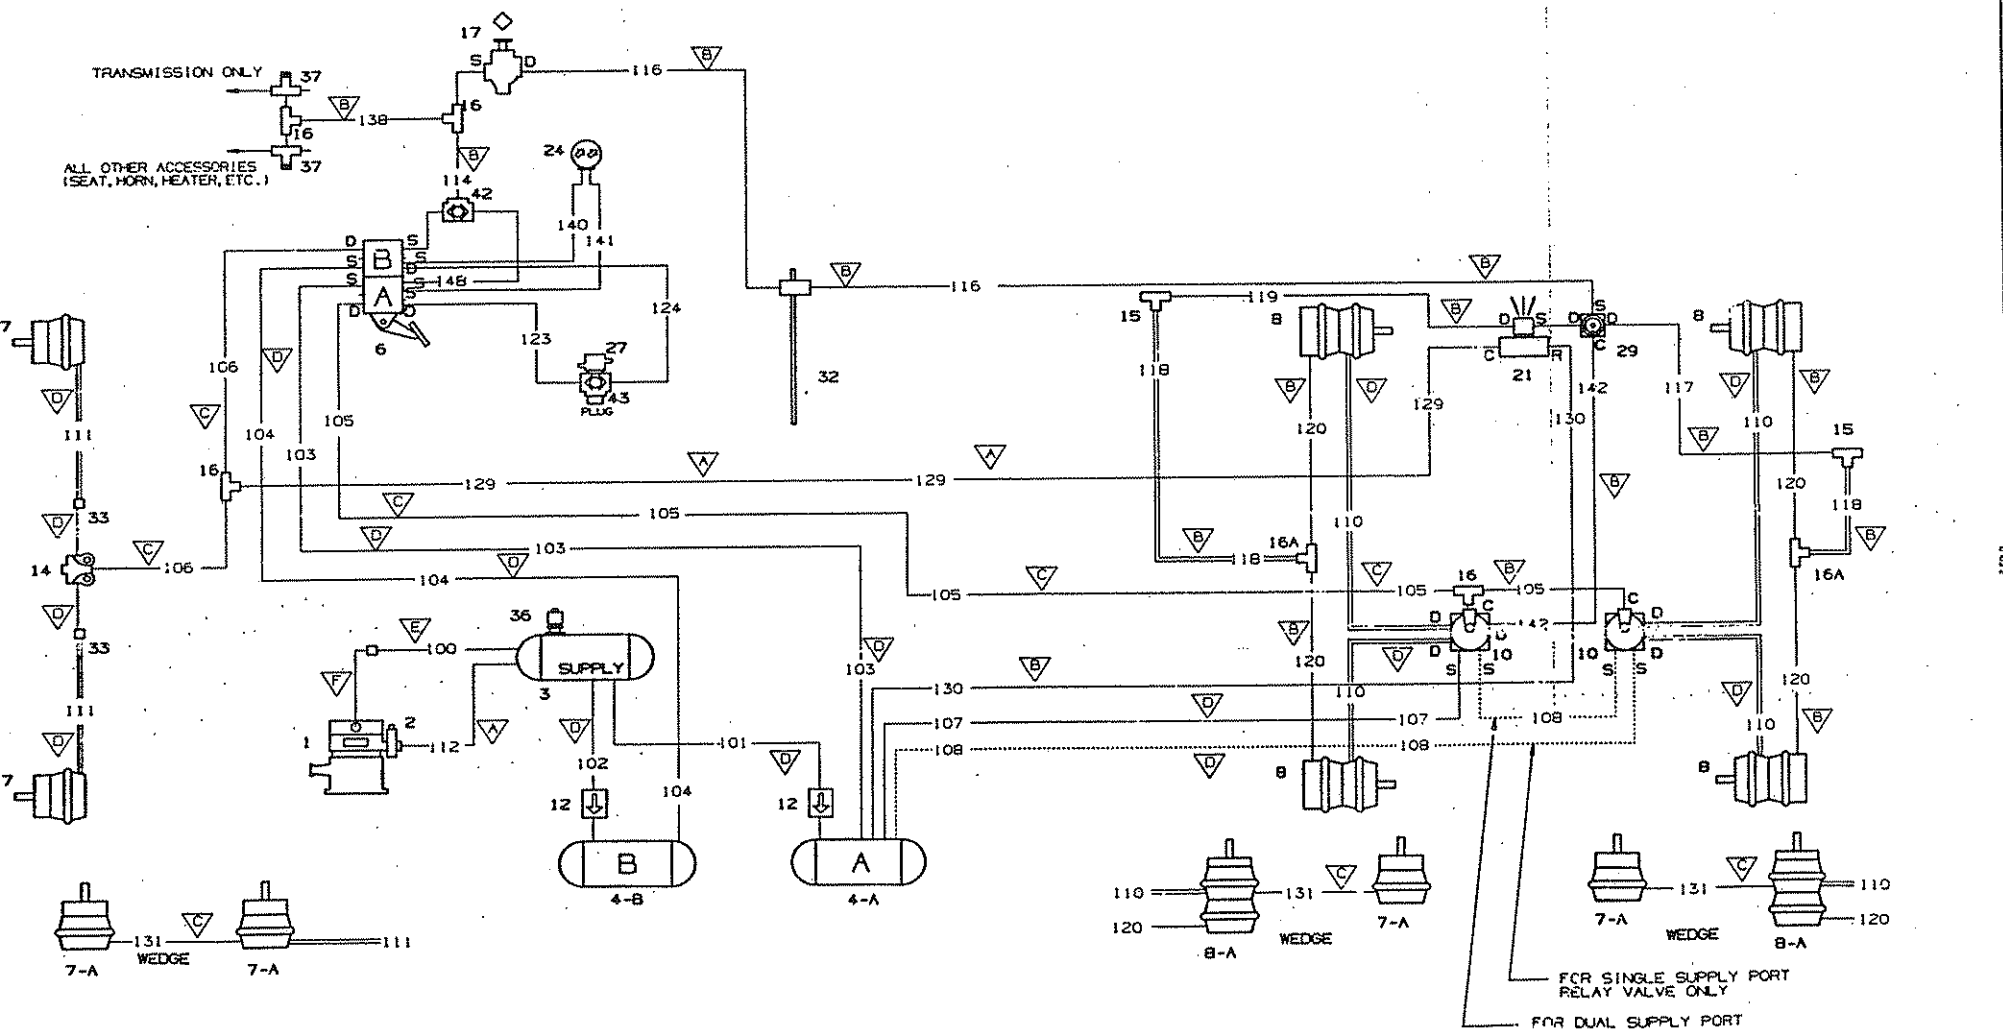 17
S D
116
B
TRANSMISSION ONLY
37
B
138
16
16
ALL OTHER ACCESSORIES
(SEAT, HORN, HEATER, ETC.)
37
B
114
42
24
140
141
D B S
S S
S D
148 S
A S
D D
6
123
124
27
43
PLUG
106
D
C
104
103
105
7
D
111
33
D
14
C
106
16
D
33
111
D
7
129
A
A
129
C
105
D
103
D
104
B
116
B
116
32
15
119
118
B
118
16A
8
B
D
120
110
B
D S
C R
21
129
130
S
D D
C
29
142
B
117
B
8
D
B
110
120
15
118
B
16A
C
105
C
105
16
B
105
C
D
142
D
D
10
S S
C
D
10
D
S S
B
120
D
110
120
D
110
B
8
8
E
100
F
36
SUPPLY
3
2
1
112
A
D
102
101
D
12
12
104
103
D
B
130
D
107
107
108
108
108
D
B
4-B
A
4-A
131
C
111
7-A
WEDGE
7-A
110
120
8-A
131
C
WEDGE
7-A
7-A
131
C
WEDGE
110
120
8-A
FOR SINGLE SUPPLY PORT
RELAY VALVE ONLY
FOR DUAL SUPPLY PORT